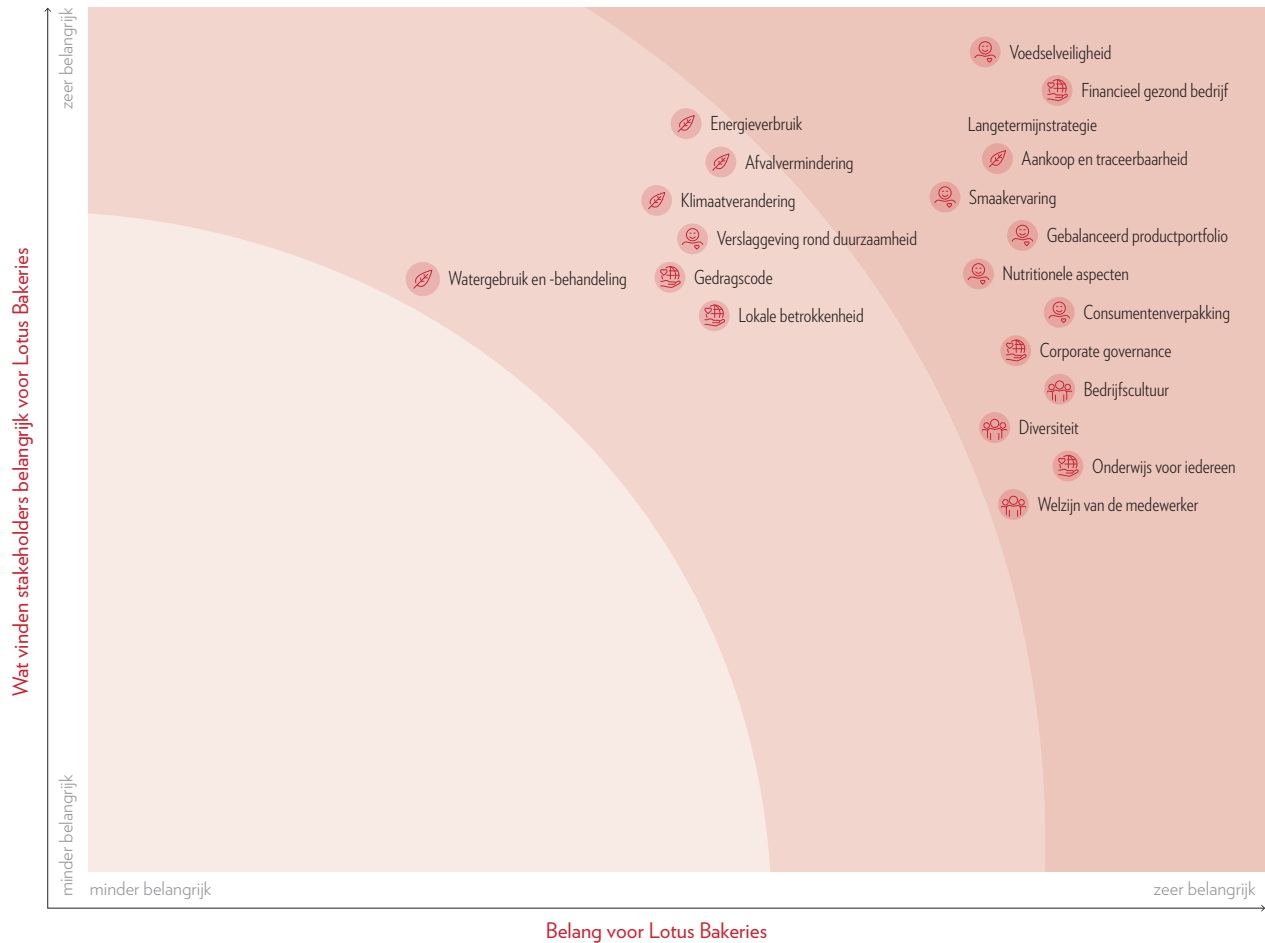 Wat vinden stakeholders belangrijk voor Lotus Bakeries
zeer belangrijk
minder belangrijk
Voedselveiligheid
Financieel gezond bedrijf
Energieverbruik
Langetermijnstrategie
Afvalvermindering
Aankoop en traceerbaarheid
Klimaatverandering
Smaakervaring
Verslaggeving rond duurzaamheid
Gebalanceerd productportfolio
Watergebruik en -behandeling
Gedragscode
Nutritionele aspecten
Lokale betrokkenheid
Consumentenverpakking
Corporate governance
Bedrijfscultuur
Diversiteit
Onderwijs voor iedereen
Welzijn van de medewerker
minder belangrijk
zeer belangrijk
Belang voor Lotus Bakeries